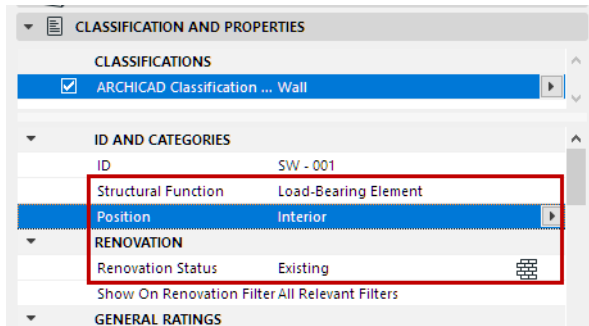 CLASSIFICATION AND PROPERTIES
CLASSIFICATIONS
ARCHICAD Classification ... Wall
ID AND CATEGORIES
ID SW - 001
Structural Function Load-Bearing Element
Position Interior
RENOVATION
Renovation Status Existing
Show On Renovation Filter All Relevant Filters
GENERAL RATINGS